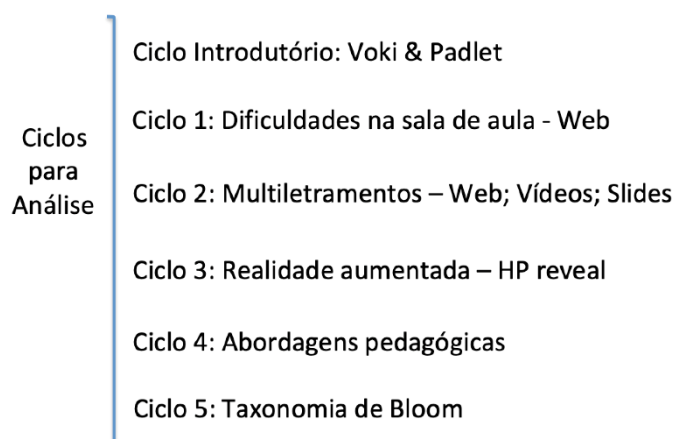 Ciclos
para
Análise
Ciclo Introdutório: Voki & Padlet
Ciclo 1: Dificuldades na sala de aula - Web
Ciclo 2: Multiletramentos – Web; Vídeos; Slides
Ciclo 3: Realidade aumentada – HP reveal
Ciclo 4: Abordagens pedagógicas
Ciclo 5: Taxonomia de Bloom